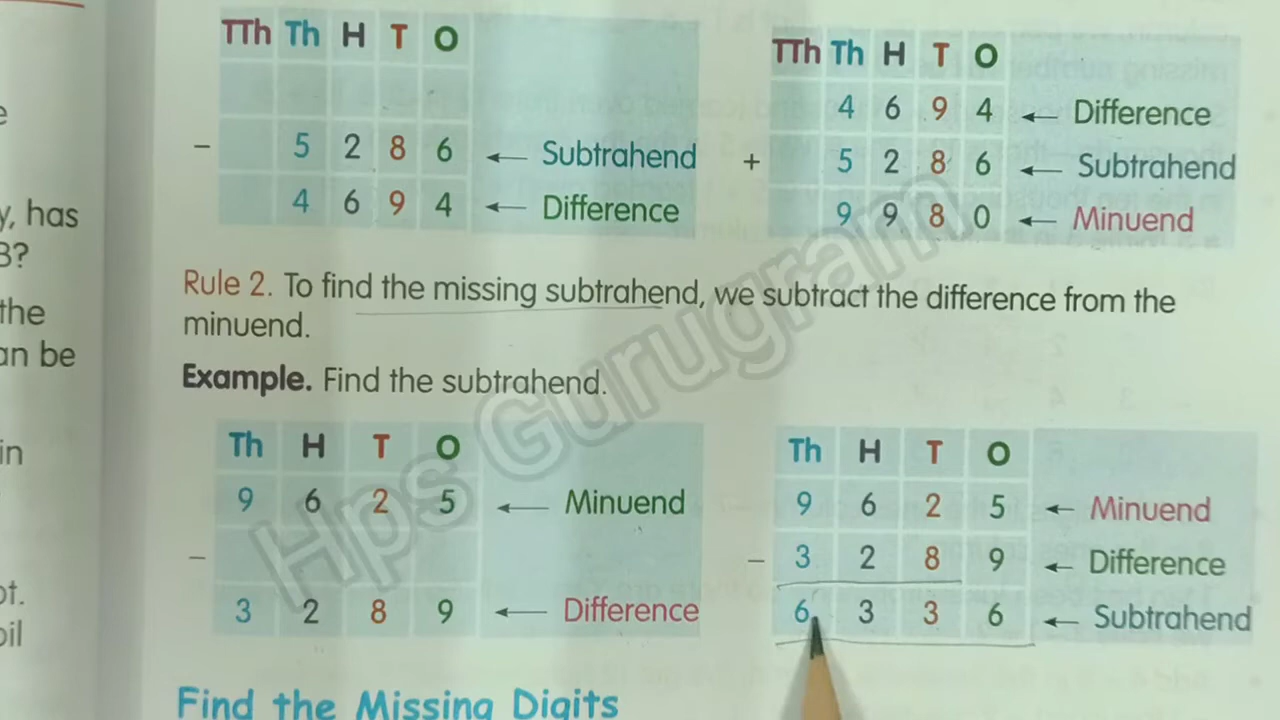 TTh Th H T O
− 5 2 8 6 ← Subtrahend
4 6 9 4 ← Difference
TTh Th H T O
4 6 9 4 ← Difference
+ 5 2 8 6 ← Subtrahend
9 9 8 0 ← Minuend
y, has
B?
the
an be
in
ot.
oil
Rule 2. To find the missing subtrahend, we subtract the difference from the
minuend.
Example. Find the subtrahend.
Th H T O
9 6 2 5 ← Minuend
−
3 2 8 9 ← Difference
Th H T O
9 6 2 5 ← Minuend
− 3 2 8 9 ← Difference
6 3 3 6 ← Subtrahend
Find the Missing Digits
Hps Gurugram